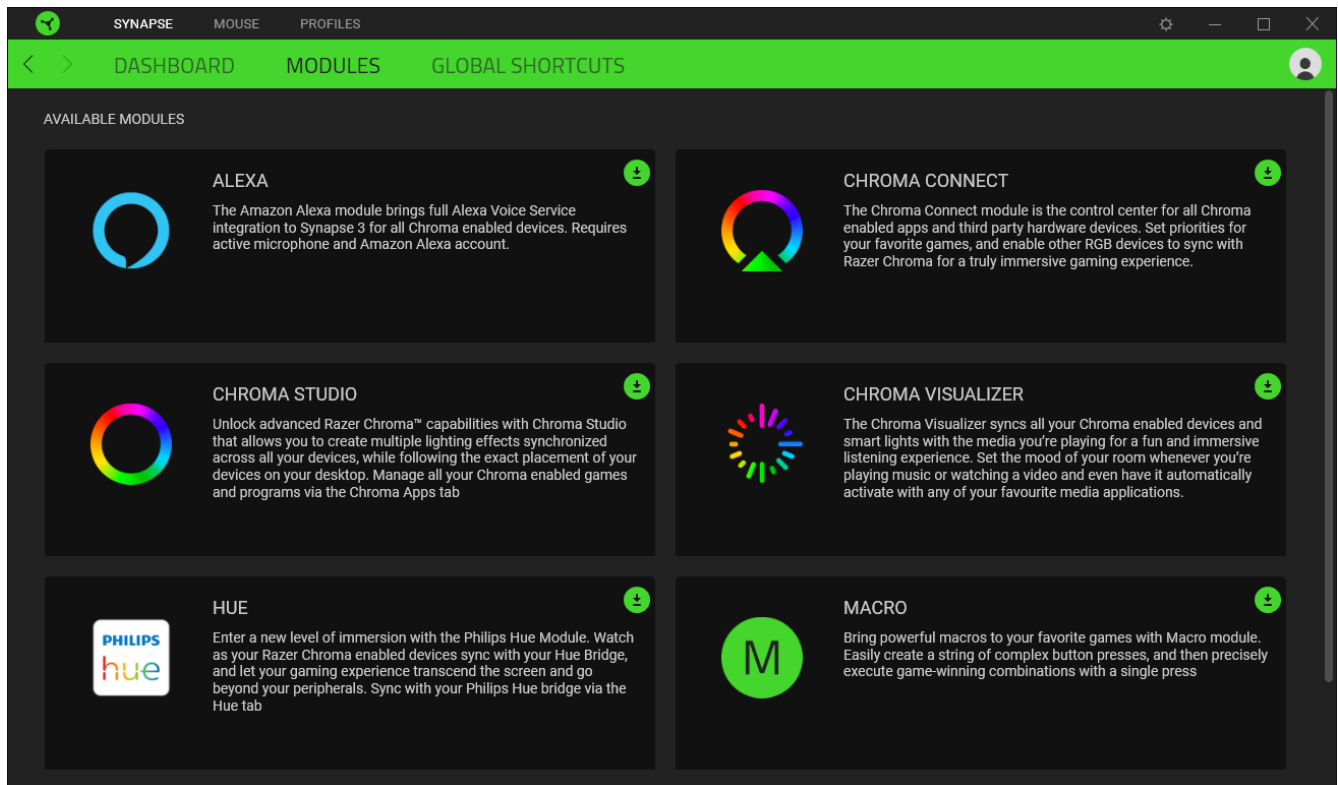 SYNAPSE MOUSE PROFILES
DASHBOARD MODULES GLOBAL SHORTCUTS
AVAILABLE MODULES
ALEXA
The Amazon Alexa module brings full Alexa Voice Service
integration to Synapse 3 for all Chroma enabled devices. Requires
active microphone and Amazon Alexa account.
CHROMA CONNECT
The Chroma Connect module is the control center for all Chroma
enabled apps and third party hardware devices. Set priorities for
your favorite games, and enable other RGB devices to sync with
Razer Chroma for a truly immersive gaming experience.
CHROMA STUDIO
Unlock advanced Razer Chroma™ capabilities with Chroma Studio
that allows you to create multiple lighting effects synchronized
across all your devices, while following the exact placement of your
devices on your desktop. Manage all your Chroma enabled games
and programs via the Chroma Apps tab
CHROMA VISUALIZER
The Chroma Visualizer syncs all your Chroma enabled devices and
smart lights with the media you're playing for a fun and immersive
listening experience. Set the mood of your room whenever you're
playing music or watching a video and even have it automatically
activate with any of your favourite media applications.
PHILIPS
hue
HUE
Enter a new level of immersion with the Philips Hue Module. Watch
as your Razer Chroma enabled devices sync with your Hue Bridge,
and let your gaming experience transcend the screen and go
beyond your peripherals. Sync with your Philips Hue bridge via the
Hue tab
M
MACRO
Bring powerful macros to your favorite games with Macro module.
Easily create a string of complex button presses, and then precisely
execute game-winning combinations with a single press